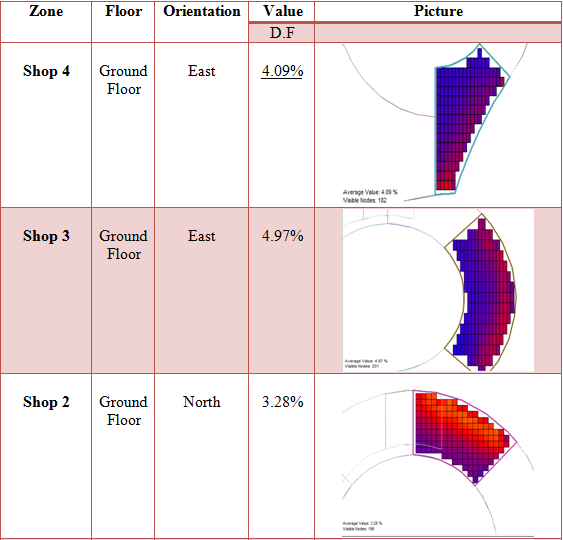 Zone Floor Orientation Value Picture
D.F
Shop 4 Ground Floor East 4.09%
Average Value: 4.09 %
Visible Nodes: 182
Shop 3 Ground Floor East 4.97%
Average Value: 4.97 %
Visible Nodes: 201
Shop 2 Ground Floor North 3.28%
Average Value: 3.28 %
Visible Nodes: